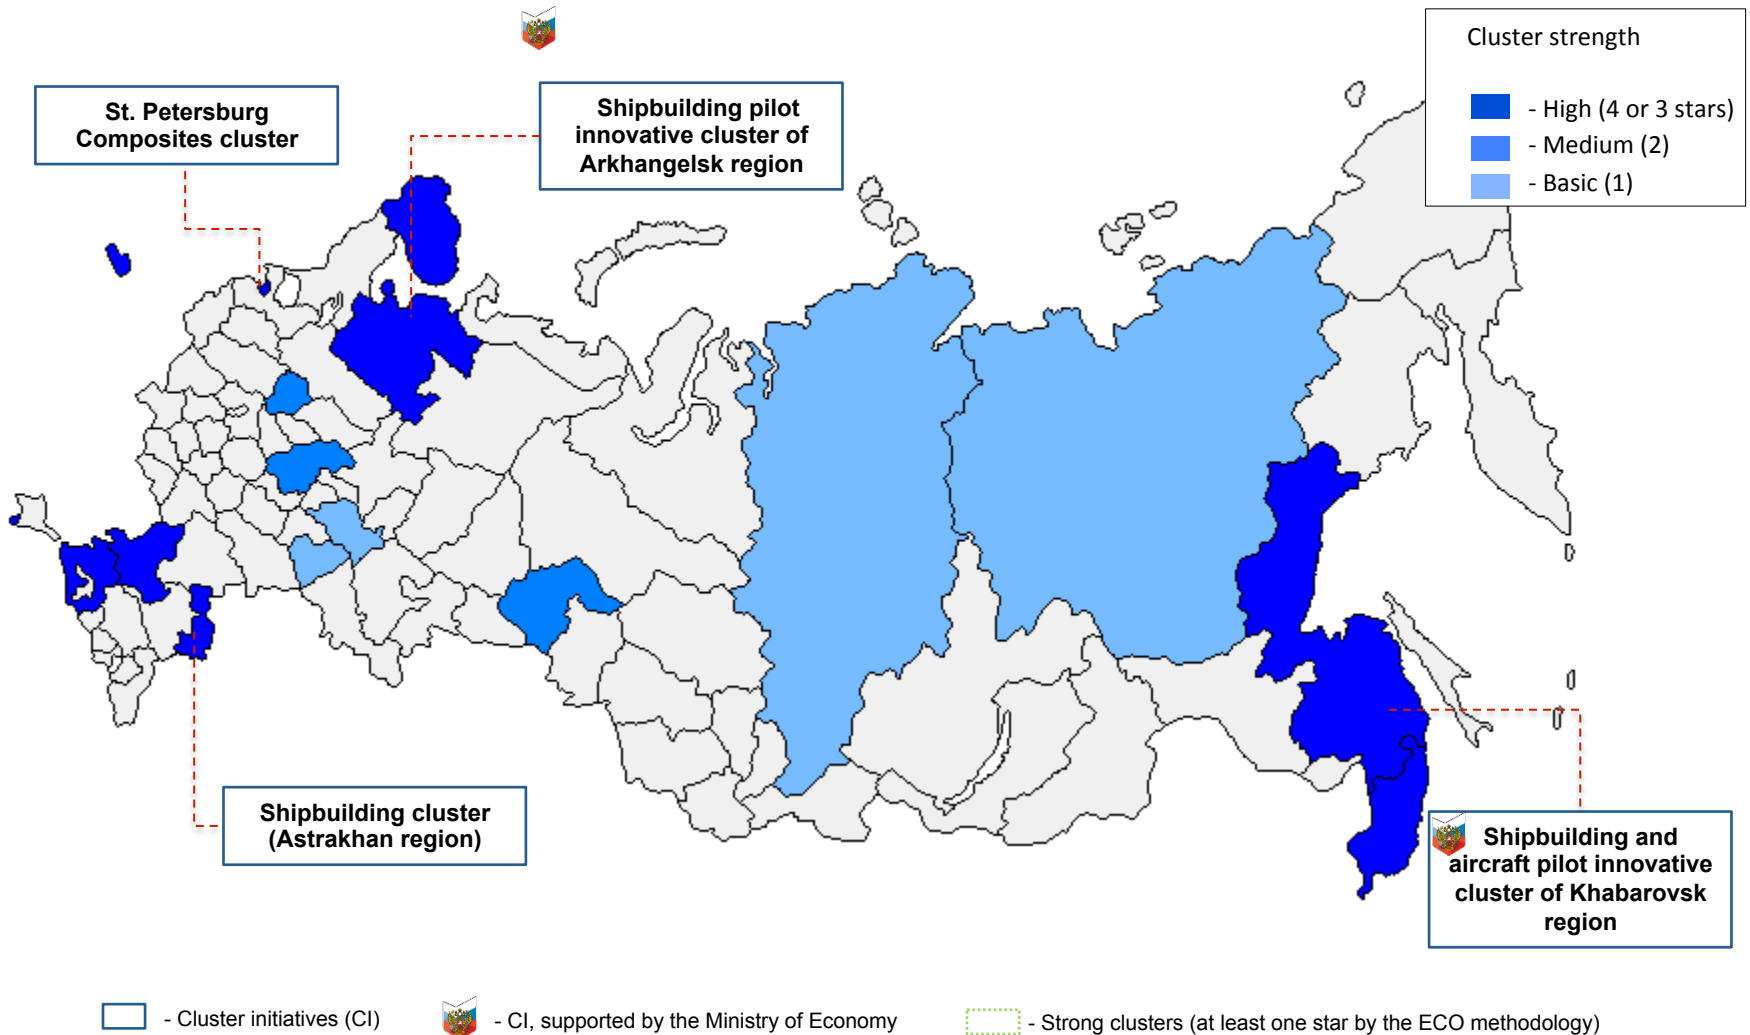 Cluster strength
- High (4 or 3 stars)
- Medium (2)
- Basic (1)
St. Petersburg
Composites cluster
Shipbuilding pilot
innovative cluster of
Arkhangelsk region
Shipbuilding cluster
(Astrakhan region)
Shipbuilding and
aircraft pilot innovative
cluster of Khabarovsk
region
- Cluster initiatives (CI)
- CI, supported by the Ministry of Economy
- Strong clusters (at least one star by the ECO methodology)